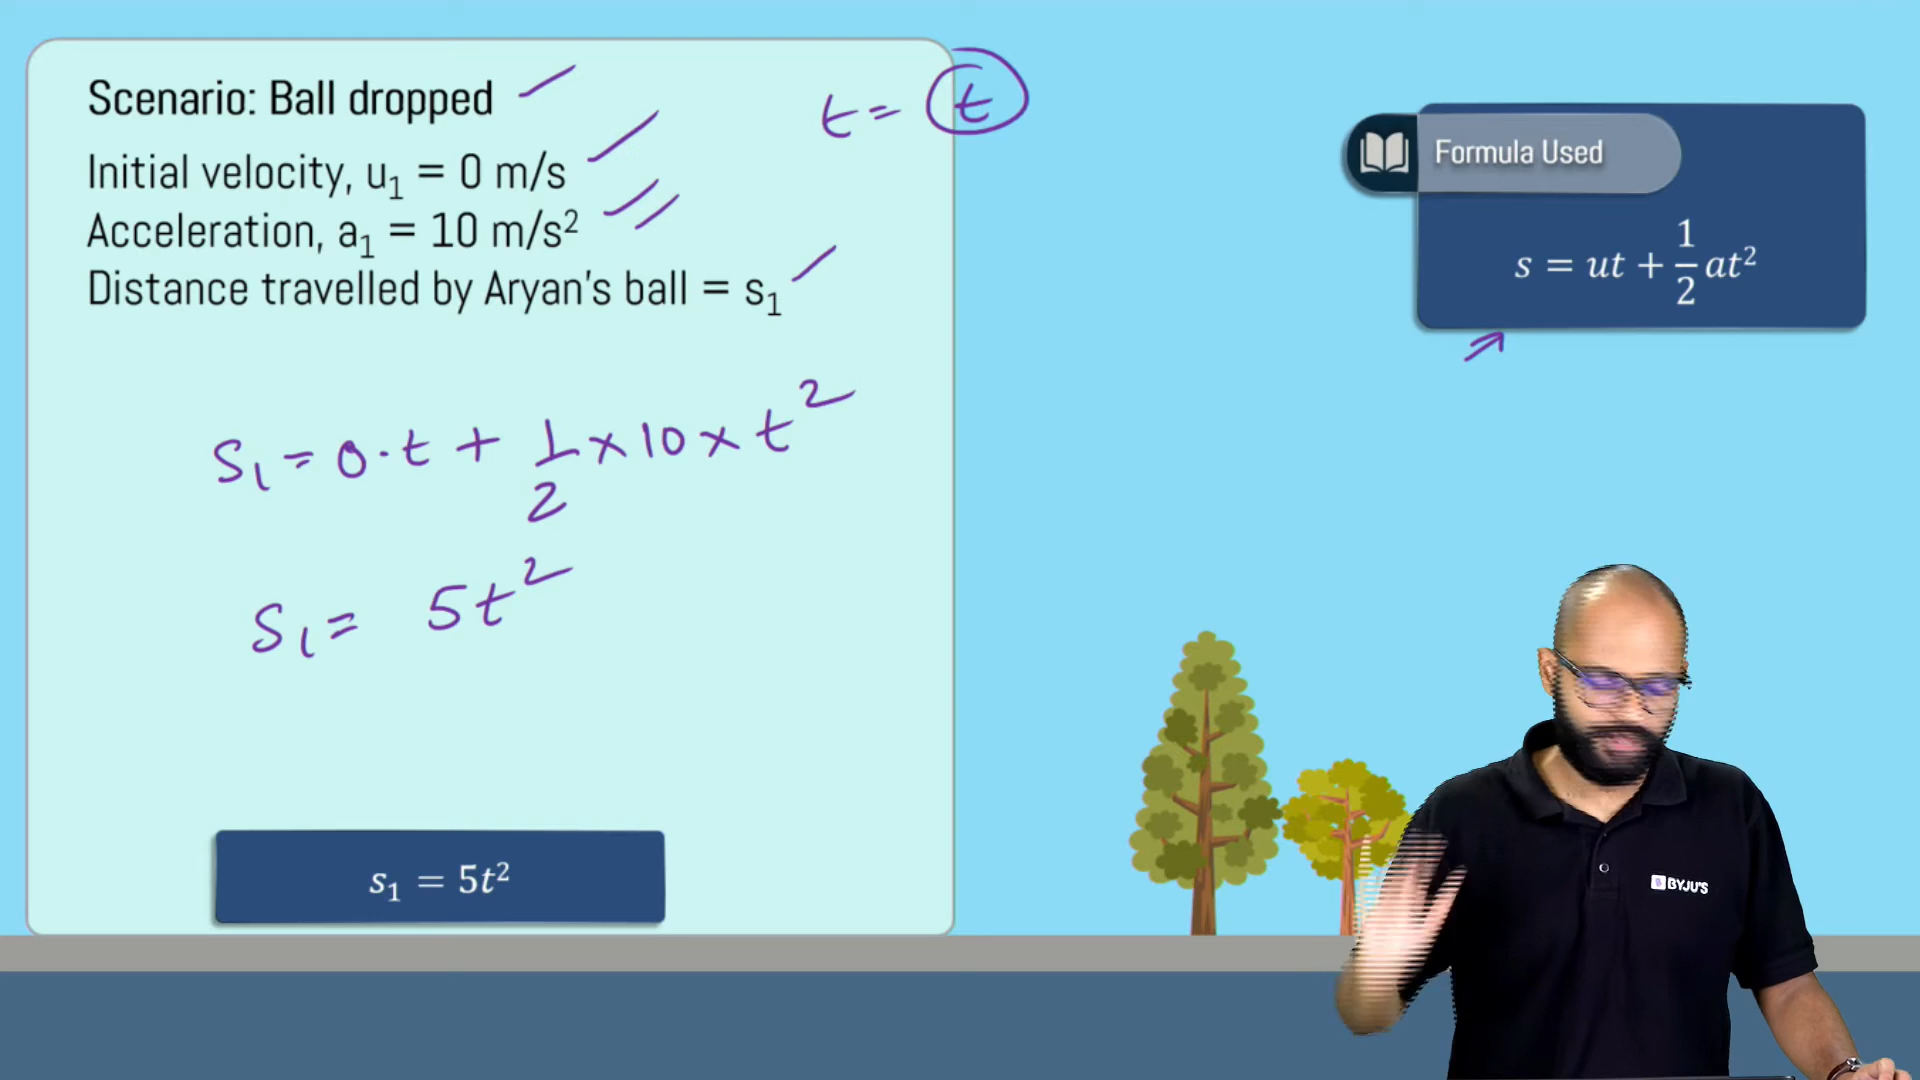 Scenario: Ball dropped
t = t
Initial velocity, u₁ = 0 m/s
Acceleration, a₁ = 10 m/s²
Distance travelled by Aryan's ball = s₁
S₁ = 0·t + 1/2 × 10 × t²
S₁ = 5t²
s₁ = 5t²
Formula Used
s = ut + 1/2 at²
BYJU'S